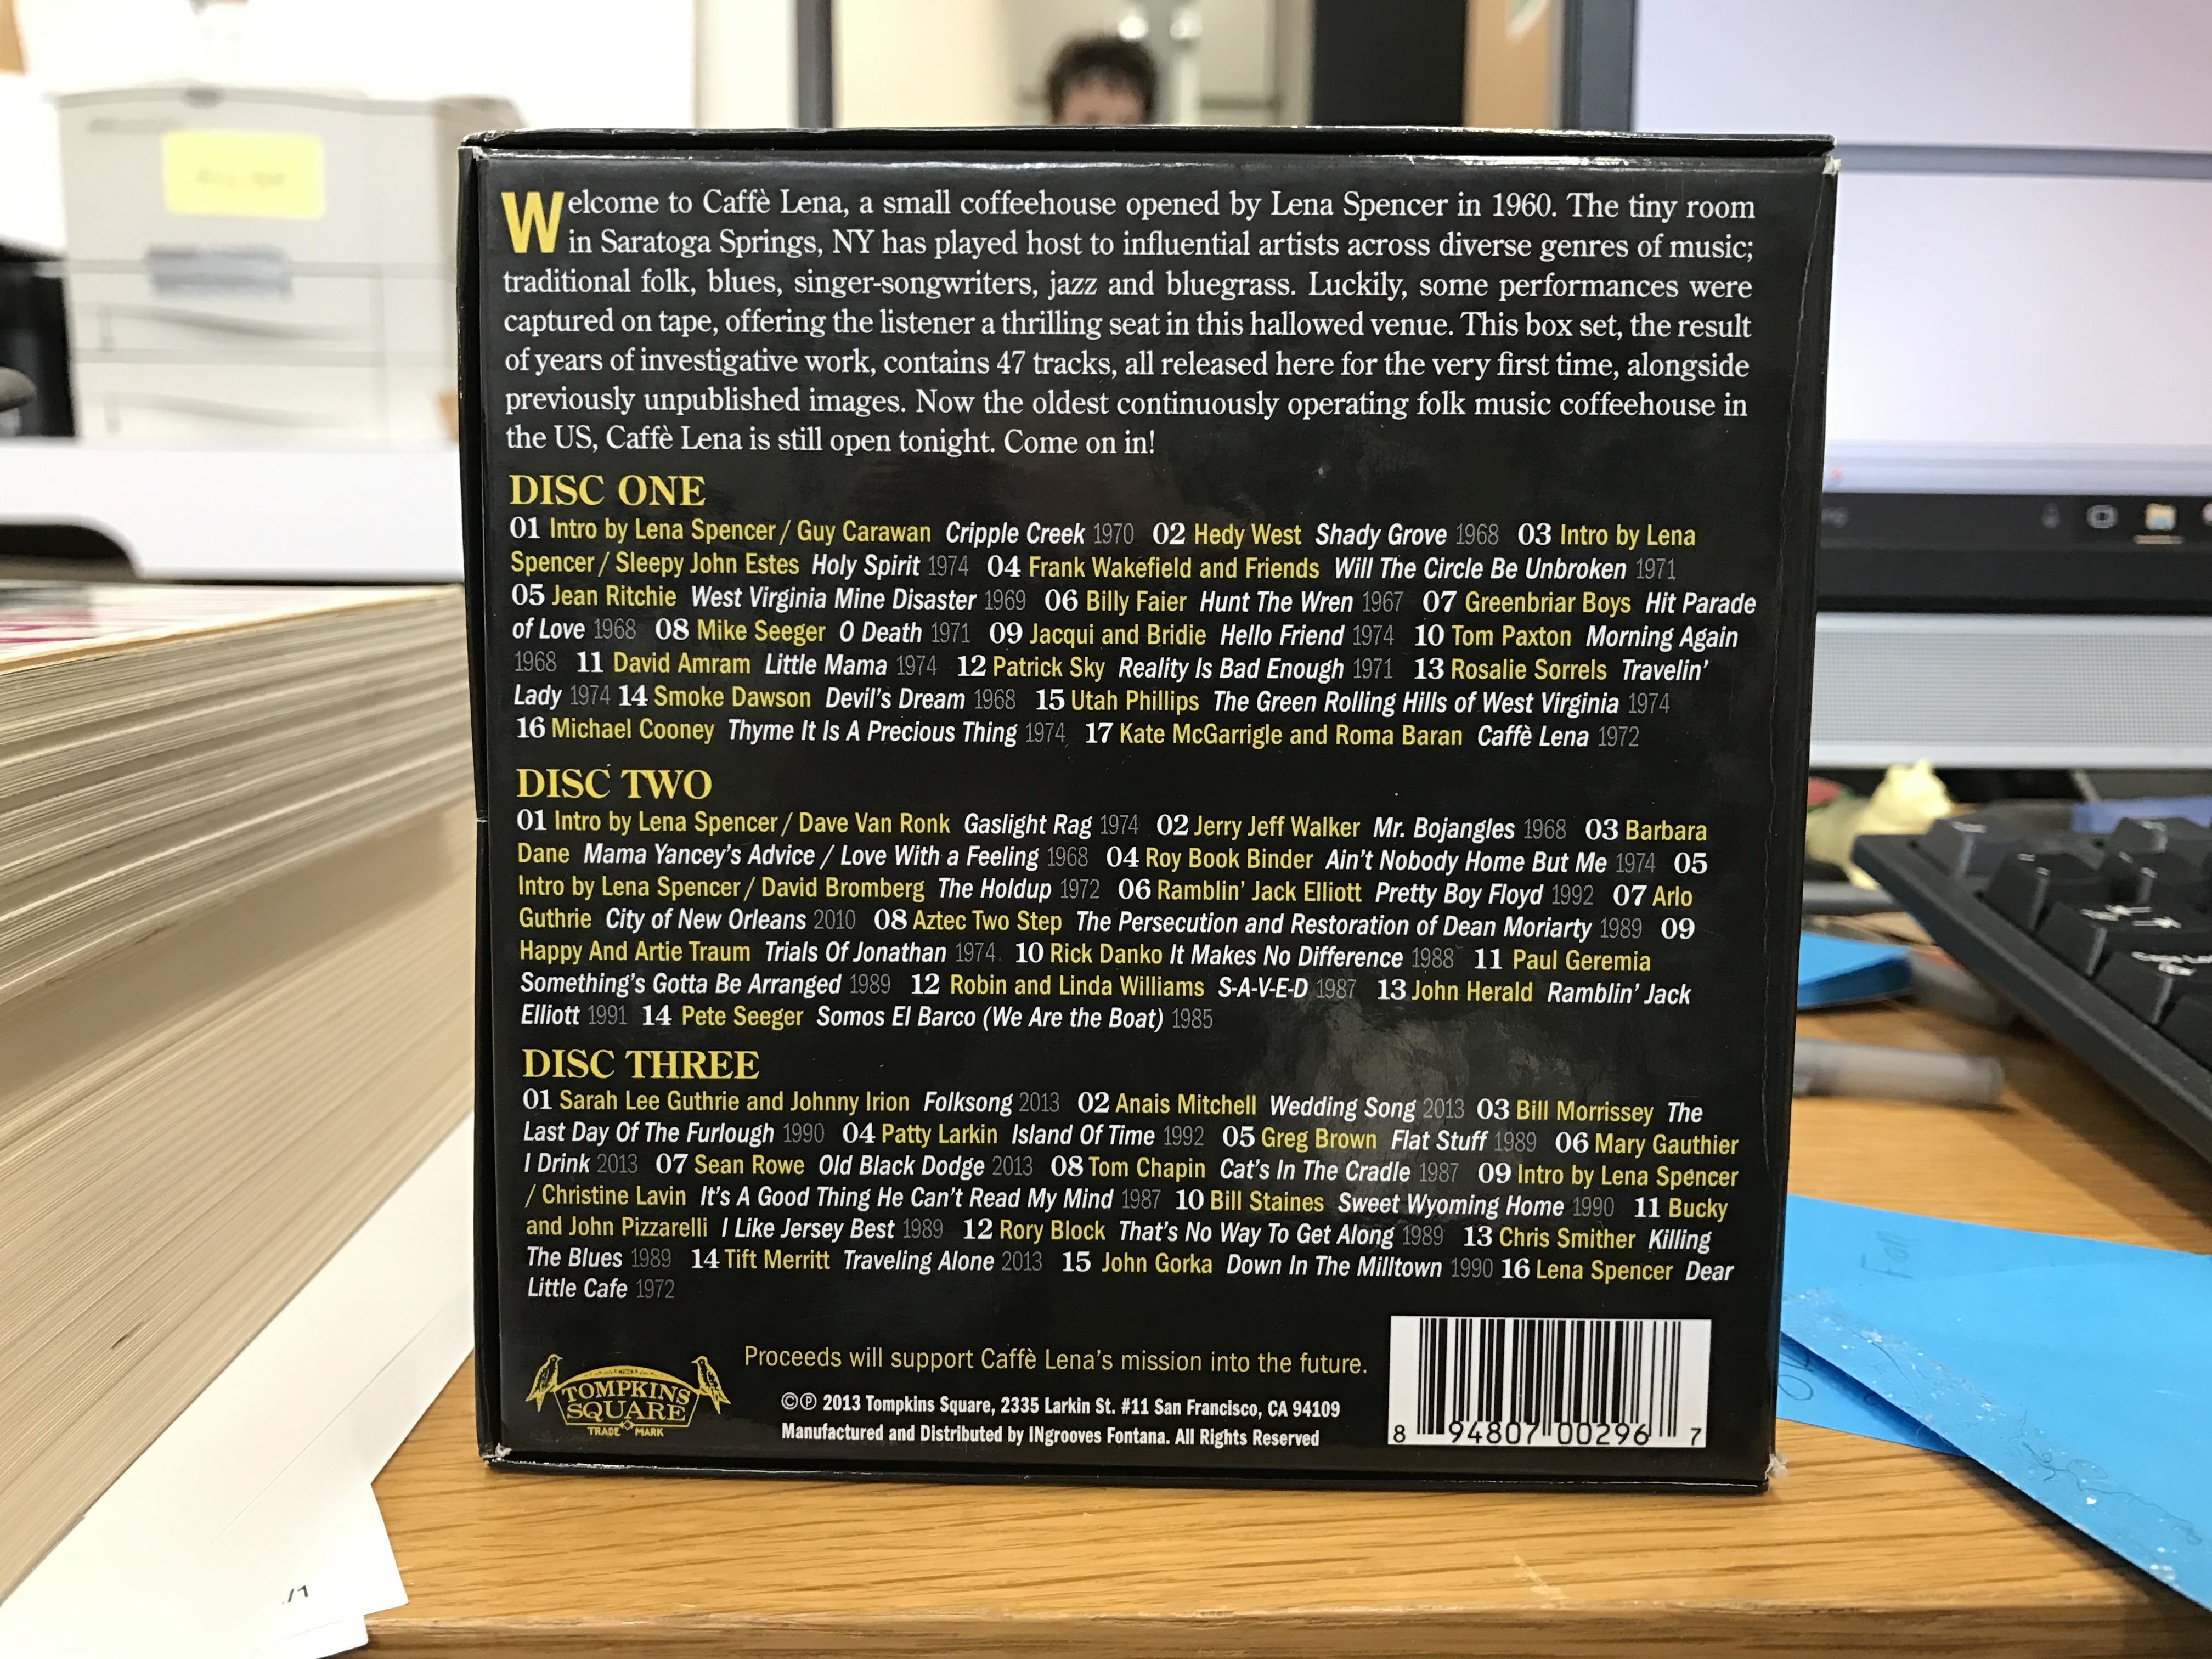 Welcome to Caffè Lena, a small coffeehouse opened by Lena Spencer in 1960. The tiny room
in Saratoga Springs, NY has played host to influential artists across diverse genres of music;
traditional folk, blues, singer-songwriters, jazz and bluegrass. Luckily, some performances were
captured on tape, offering the listener a thrilling seat in this hallowed venue. This box set, the result
of years of investigative work, contains 47 tracks, all released here for the very first time, alongside
previously unpublished images. Now the oldest continuously operating folk music coffeehouse in
the US, Caffè Lena is still open tonight. Come on in!
DISC ONE
01 Intro by Lena Spencer / Guy Carawan Cripple Creek 1970 02 Hedy West Shady Grove 1968 03 Intro by Lena
Spencer / Sleepy John Estes Holy Spirit 1974 04 Frank Wakefield and Friends Will The Circle Be Unbroken 1971
05 Jean Ritchie West Virginia Mine Disaster 1969 06 Billy Faier Hunt The Wren 1967 07 Greenbriar Boys Hit Parade
of Love 1968 08 Mike Seeger O Death 1971 09 Jacqui and Bridie Hello Friend 1974 10 Tom Paxton Morning Again
1968 11 David Amram Little Mama 1974 12 Patrick Sky Reality Is Bad Enough 1971 13 Rosalie Sorrels Travelin'
Lady 1974 14 Smoke Dawson Devil's Dream 1968 15 Utah Phillips The Green Rolling Hills of West Virginia 1974
16 Michael Cooney Thyme It Is A Precious Thing 1974 17 Kate McGarrigle and Roma Baran Caffè Lena 1972
DISC TWO
01 Intro by Lena Spencer / Dave Van Ronk Gaslight Rag 1974 02 Jerry Jeff Walker Mr. Bojangles 1968 03 Barbara
Dane Mama Yancey's Advice / Love With a Feeling 1968 04 Roy Book Binder Ain't Nobody Home But Me 1974 05
Intro by Lena Spencer / David Bromberg The Holdup 1972 06 Ramblin' Jack Elliott Pretty Boy Floyd 1992 07 Arlo
Guthrie City of New Orleans 2010 08 Aztec Two Step The Persecution and Restoration of Dean Moriarty 1989 09
Happy And Artie Traum Trials Of Jonathan 1974 10 Rick Danko It Makes No Difference 1988 11 Paul Geremia
Something's Gotta Be Arranged 1989 12 Robin and Linda Williams S-A-V-E-D 1987 13 John Herald Ramblin' Jack
Elliott 1991 14 Pete Seeger Somos El Barco (We Are the Boat) 1985
DISC THREE
01 Sarah Lee Guthrie and Johnny Irion Folksong 2013 02 Anais Mitchell Wedding Song 2013 03 Bill Morrissey The
Last Day Of The Furlough 1990 04 Patty Larkin Island Of Time 1992 05 Greg Brown Flat Stuff 1989 06 Mary Gauthier
I Drink 2013 07 Sean Rowe Old Black Dodge 2013 08 Tom Chapin Cat's In The Cradle 1987 09 Intro by Lena Spencer
/ Christine Lavin It's A Good Thing He Can't Read My Mind 1987 10 Bill Staines Sweet Wyoming Home 1990 11 Bucky
and John Pizzarelli I Like Jersey Best 1989 12 Rory Block That's No Way To Get Along 1989 13 Chris Smither Killing
The Blues 1989 14 Tift Merritt Traveling Alone 2013 15 John Gorka Down In The Milltown 1990 16 Lena Spencer Dear
Little Cafe 1972
Proceeds will support Caffè Lena's mission into the future.
TOMPKINS
SQUARE
TRADE MARK
©℗ 2013 Tompkins Square, 2335 Larkin St. #11 San Francisco, CA 94109
Manufactured and Distributed by INgrooves Fontana. All Rights Reserved
8 94807 00296 7
/1